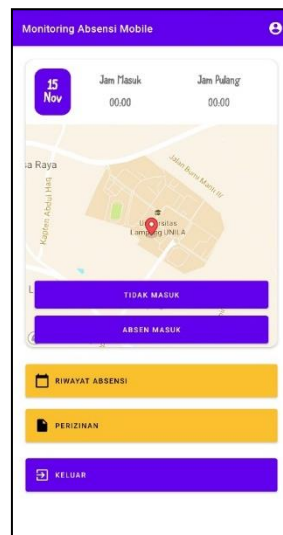 Monitoring Absensi Mobile
15
Nov
Jam Masuk
Jam Pulang
00:00
00:00
sa Raya
Jalan Bumi Manti III
Kapten Abdul Haq
Universitas
Lampung UNILA
L
TIDAK MASUK
ABSEN MASUK
RIWAYAT ABSENSI
PERIZINAN
KELUAR